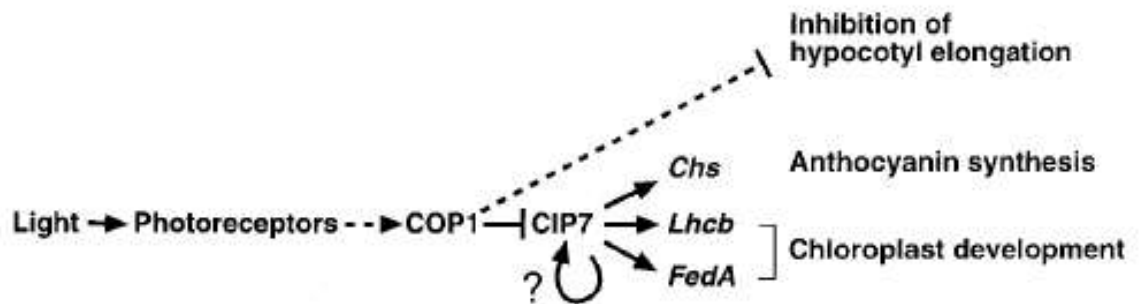 Inhibition of
hypocotyl elongation
Chs Anthocyanin synthesis
Light Photoreceptors COP1 CIP7 Lhcb
Chloroplast development
? FedA